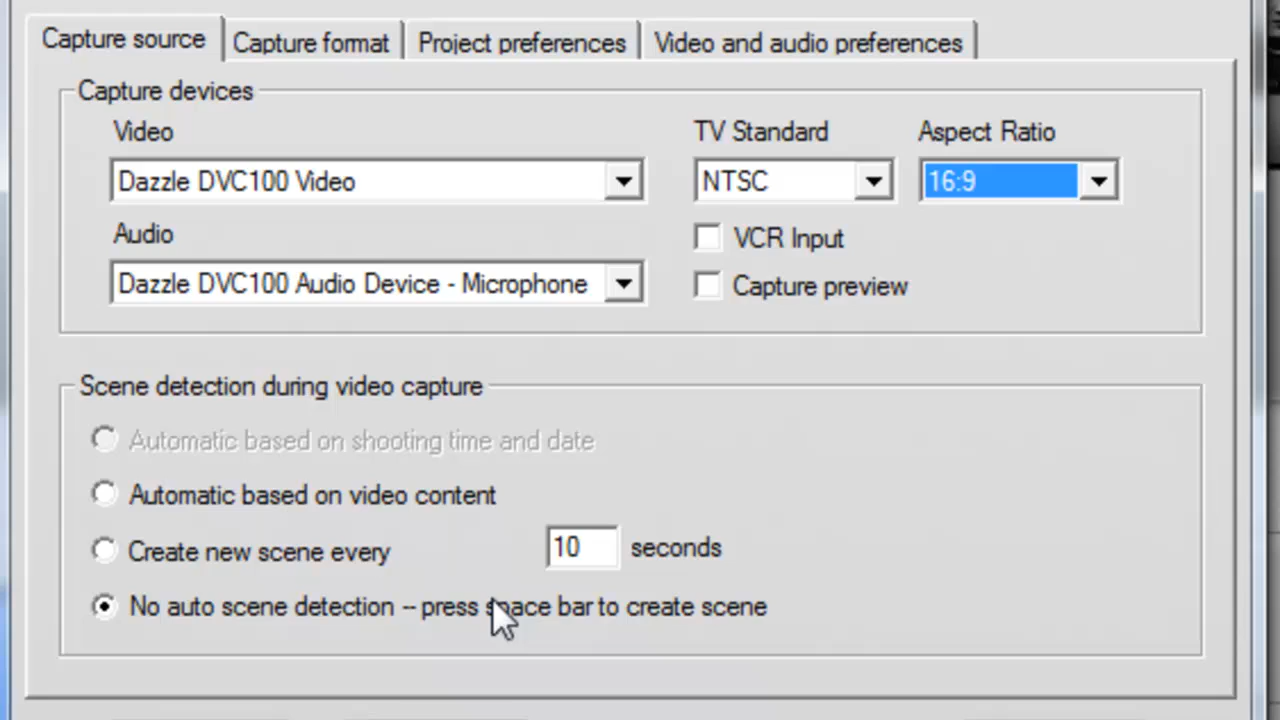 Capture source Capture format Project preferences Video and audio preferences
Capture devices
Video TV Standard Aspect Ratio
Dazzle DVC100 Video NTSC 16:9
Audio VCR Input
Dazzle DVC100 Audio Device - Microphone Capture preview
Scene detection during video capture
Automatic based on shooting time and date
Automatic based on video content
Create new scene every 10 seconds
No auto scene detection -- press space bar to create scene